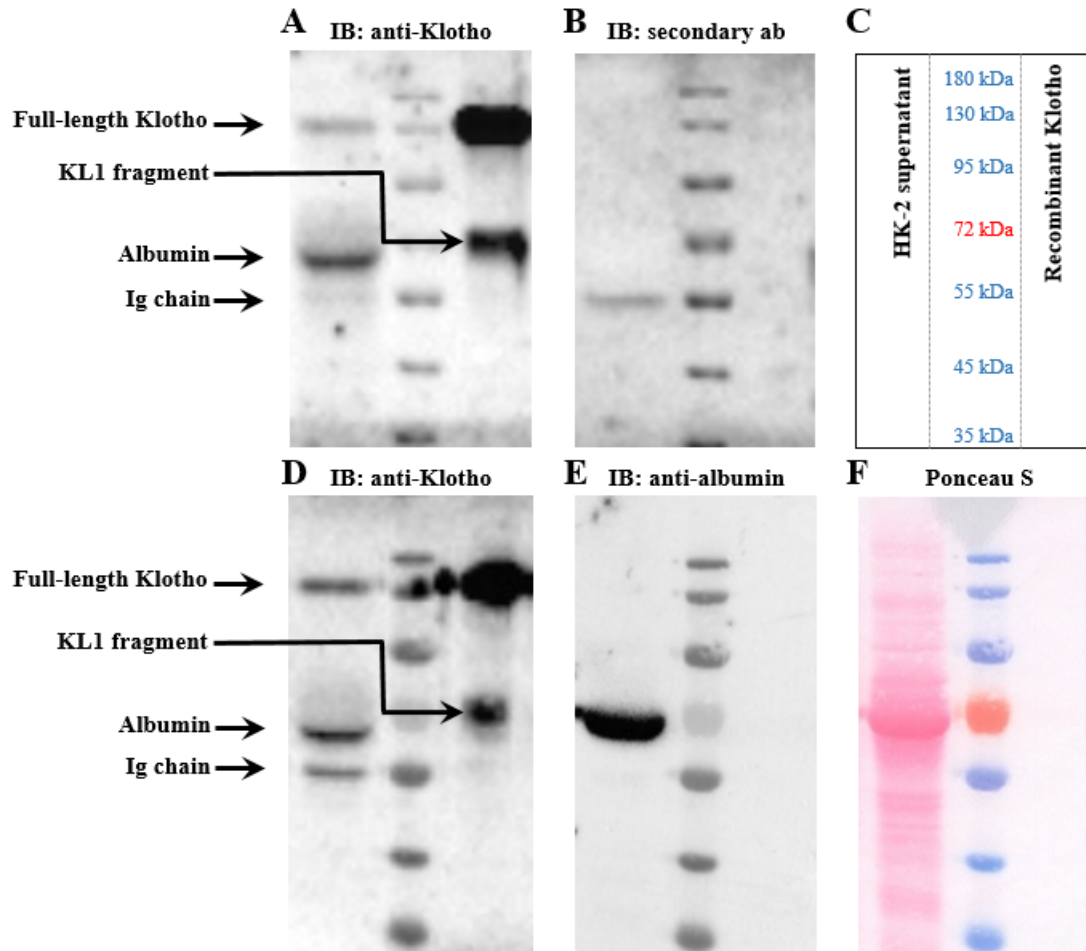 A IB: anti-Klotho
B IB: secondary ab
C
Full-length Klotho
KL1 fragment
Albumin
Ig chain
HK-2 supernatant
180 kDa
130 kDa
95 kDa
72 kDa
55 kDa
45 kDa
35 kDa
Recombinant Klotho
D IB: anti-Klotho
E IB: anti-albumin
F Ponceau S
Full-length Klotho
KL1 fragment
Albumin
Ig chain